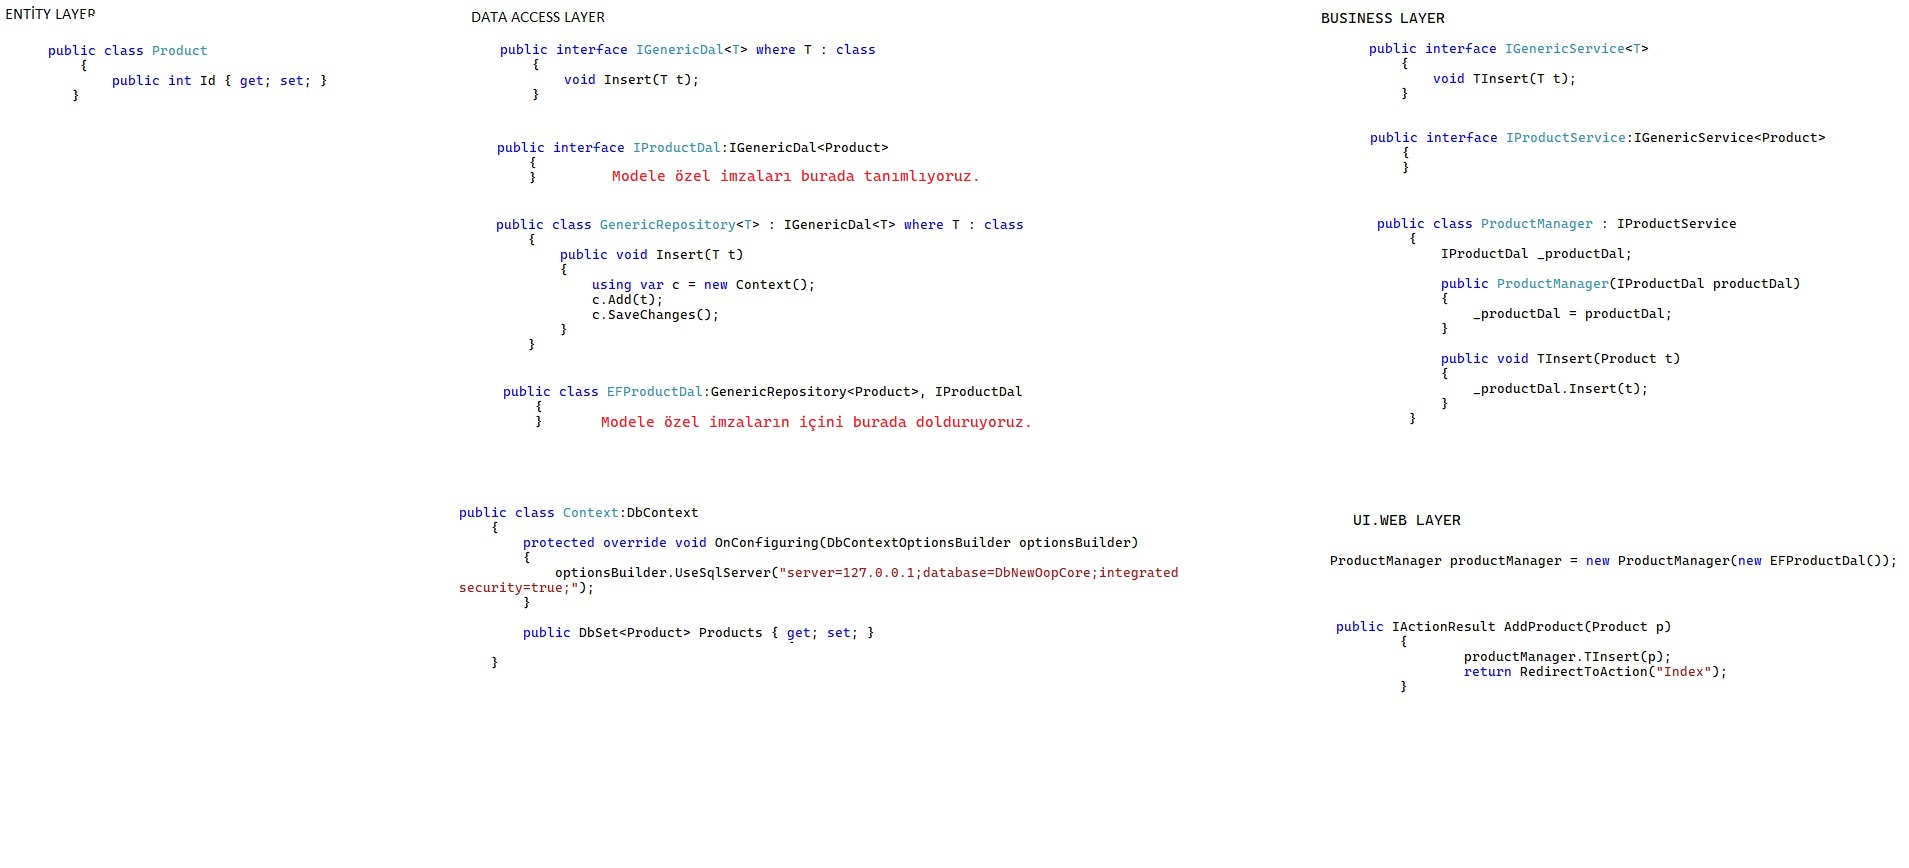 ENTİTY LAYER
public class Product
{
public int Id { get; set; }
}
DATA ACCESS LAYER
public interface IGenericDal<T> where T : class
{
void Insert(T t);
}
public interface IProductDal:IGenericDal<Product>
{
}
Modele özel imzaları burada tanımlıyoruz.
public class GenericRepository<T> : IGenericDal<T> where T : class
{
public void Insert(T t)
{
using var c = new Context();
c.Add(t);
c.SaveChanges();
}
}
public class EFProductDal:GenericRepository<Product>, IProductDal
{
}
Modele özel imzaların içini burada dolduruyoruz.
public class Context:DbContext
{
protected override void OnConfiguring(DbContextOptionsBuilder optionsBuilder)
{
optionsBuilder.UseSqlServer("server=127.0.0.1;database=DbNewOopCore;integrated
security=true;");
}
public DbSet<Product> Products { get; set; }
}
BUSINESS LAYER
public interface IGenericService<T>
{
void TInsert(T t);
}
public interface IProductService:IGenericService<Product>
{
}
public class ProductManager : IProductService
{
IProductDal _productDal;
public ProductManager(IProductDal productDal)
{
_productDal = productDal;
}
public void TInsert(Product t)
{
_productDal.Insert(t);
}
}
UI.WEB LAYER
ProductManager productManager = new ProductManager(new EFProductDal());
public IActionResult AddProduct(Product p)
{
productManager.TInsert(p);
return RedirectToAction("Index");
}